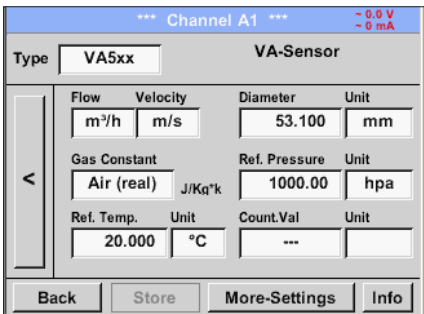 *** Channel A1 ***
~ 0.0 V
~ 0 mA
Type VA5xx VA-Sensor
<
Flow Velocity Diameter Unit
m³/h m/s 53.100 mm
Gas Constant Ref. Pressure Unit
Air (real) J/Kg*k 1000.00 hpa
Ref. Temp. Unit Count.Val Unit
20.000 °C ---
Back Store More-Settings Info